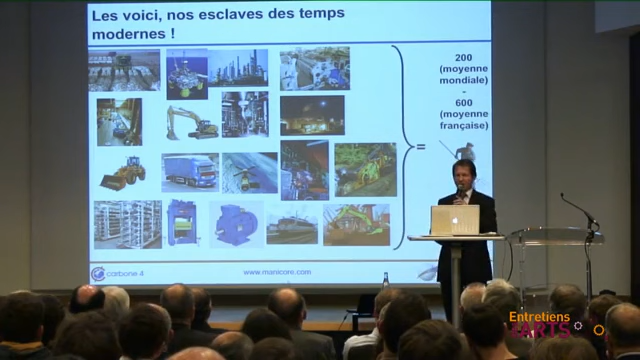 Les voici, nos esclaves des temps
modernes !
200
(moyenne
mondiale)
-
600
(moyenne
française)
=
carbone 4
www.manicore.com
Entretiens
ARTS